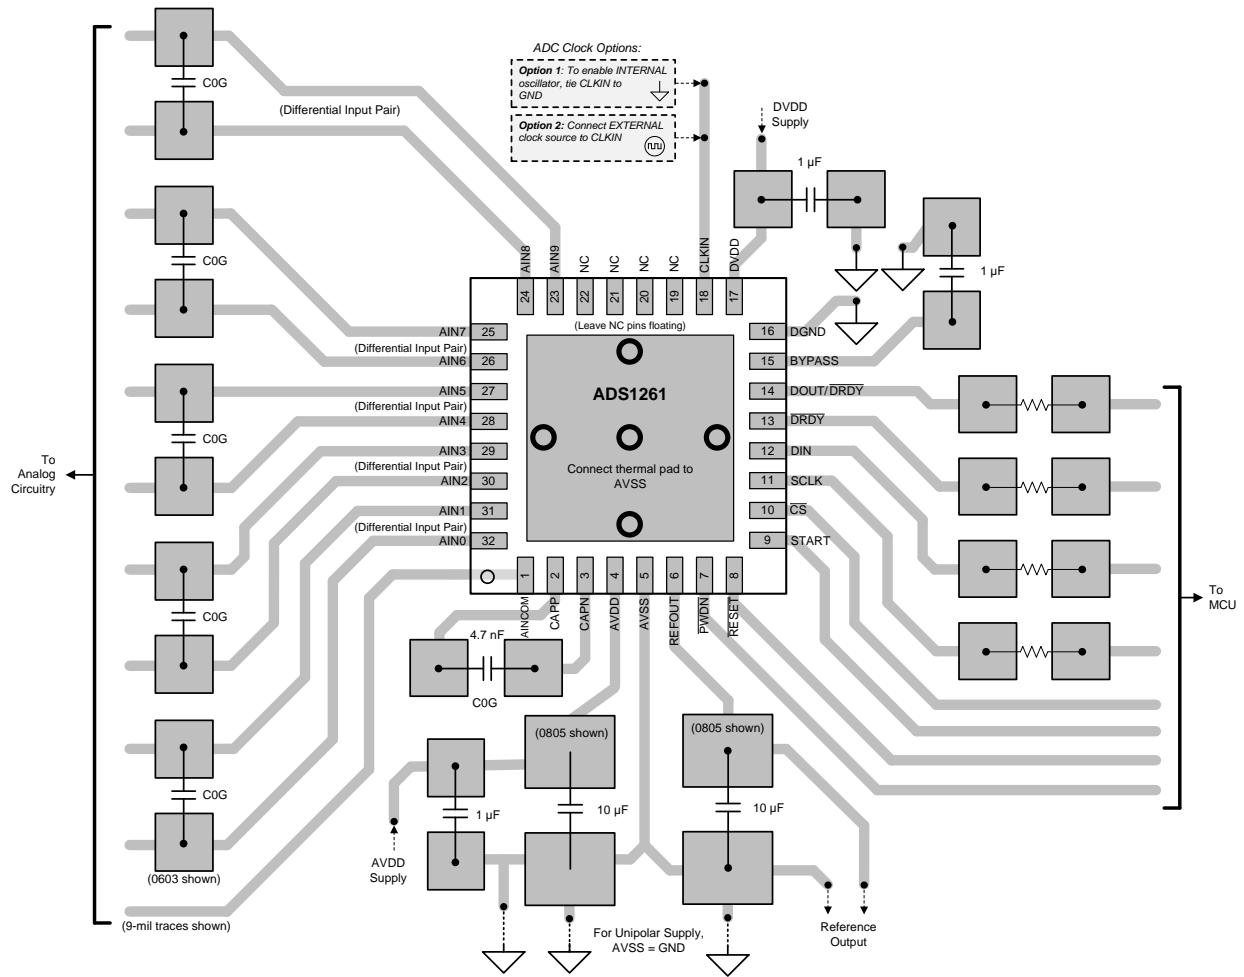 ADC Clock Options:
Option 1: To enable INTERNAL
oscillator, tie CLKIN to
GND
Option 2: Connect EXTERNAL
clock source to CLKIN
DVDD
Supply
1 µF
1 µF
C0G
(Differential Input Pair)
C0G
C0G
C0G
C0G
(0603 shown)
(9-mil traces shown)
To
Analog
Circuitry
AIN8
AIN9
NC
NC
NC
NC
CLKIN
DVDD
24
23
22
21
20
19
18
17
(Leave NC pins floating)
AIN7
25
(Differential Input Pair)
AIN6
26
AIN5
27
(Differential Input Pair)
AIN4
28
AIN3
29
(Differential Input Pair)
AIN2
30
AIN1
31
(Differential Input Pair)
AIN0
32
ADS1261
Connect thermal pad to
AVSS
16
DGND
15
BYPASS
14
DOUT/DRDY
13
DRDY
12
DIN
11
SCLK
10
CS
9
START
1
2
3
4
5
6
7
8
AINCOM
CAPP
CAPN
AVDD
AVSS
REFOUT
PWDN
RESET
To
MCU
4.7 nF
C0G
(0805 shown)
(0805 shown)
1 µF
10 µF
10 µF
AVDD
Supply
For Unipolar Supply,
AVSS = GND
Reference
Output